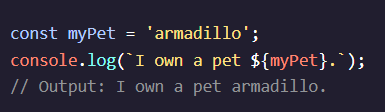 const myPet = 'armadillo';
console.log(`I own a pet ${myPet}.`);
// Output: I own a pet armadillo.